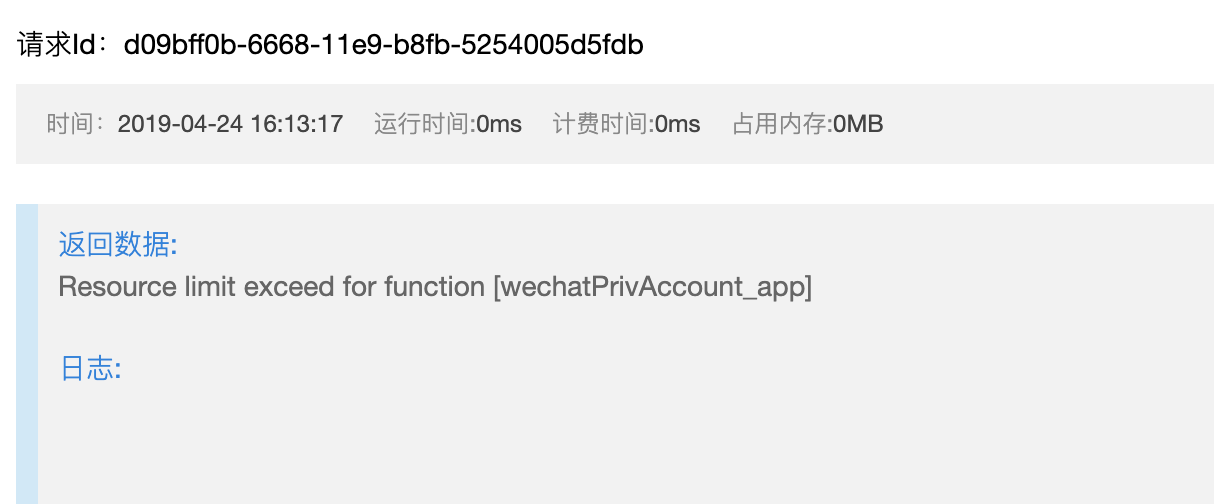 请求Id：d09bff0b-6668-11e9-b8fb-5254005d5fdb
时间：2019-04-24 16:13:17 运行时间:0ms 计费时间:0ms 占用内存:0MB
返回数据:
Resource limit exceed for function [wechatPrivAccount_app]
日志: